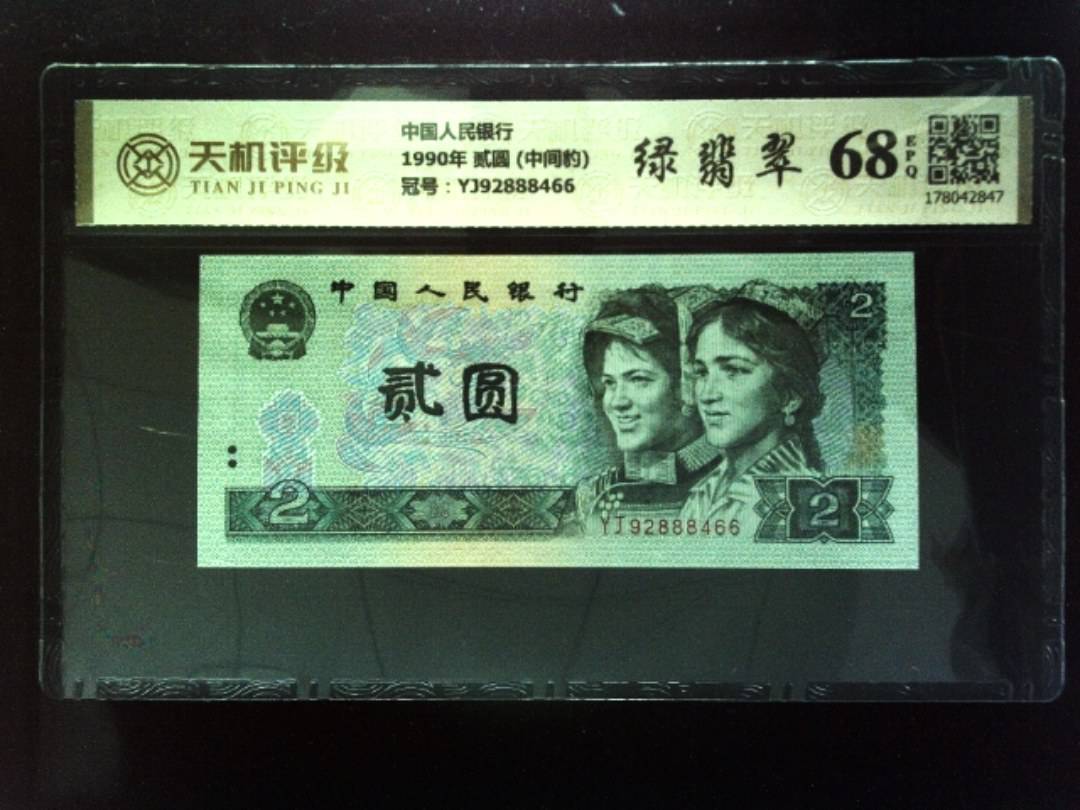 天机评级
TIAN JI PING JI
中国人民银行
1990年 贰圆 (中间豹)
冠号：YJ92888466
绿翡翠
68
EPQ
178042847
中国人民银行
2
贰圆
2
YJ92888466
2